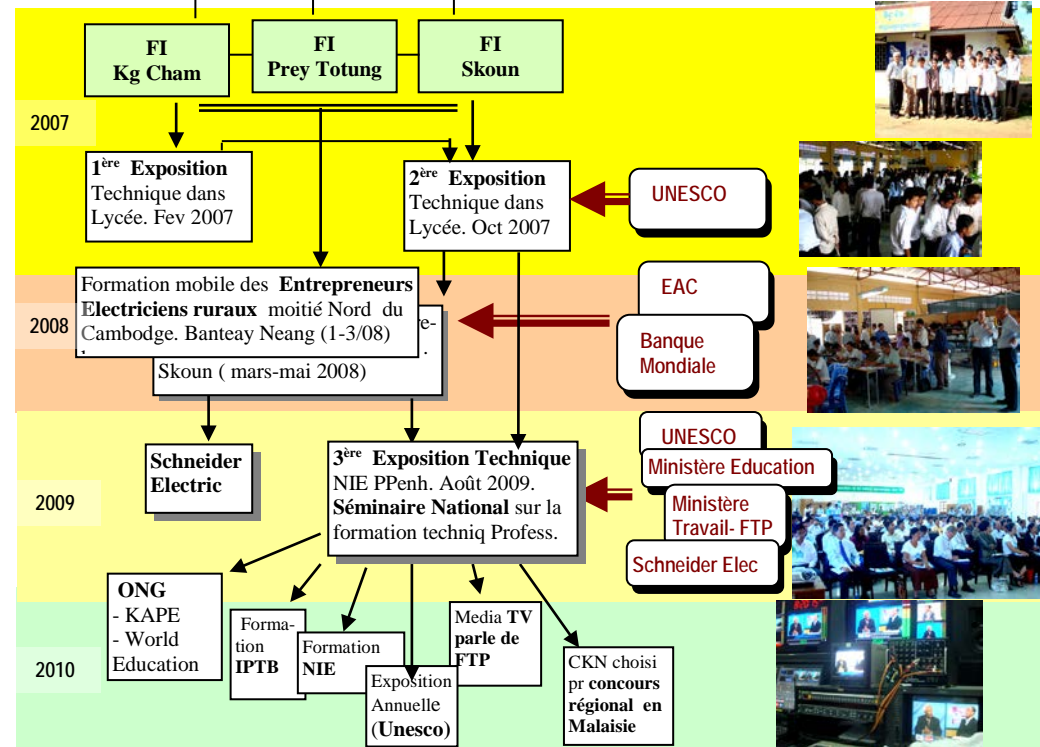 FI
Kg Cham
FI
Prey Totung
FI
Skoun
2007
1ère Exposition
Technique dans
Lycée. Fev 2007
2ère Exposition
Technique dans
Lycée. Oct 2007
UNESCO
2008
Formation mobile des Entrepreneurs
Electriciens ruraux moitié Nord du
Cambodge. Banteay Neang (1-3/08)
re-
Skoun ( mars-mai 2008)
EAC
Banque
Mondiale
2009
Schneider
Electric
3ère Exposition Technique
NIE PPenh. Août 2009.
Séminaire National sur la
formation techniq Profess.
UNESCO
Ministère Education
Ministère
Travail- FTP
Schneider Elec
2010
ONG
- KAPE
- World
Education
Forma-
tion
IPTB
Formation
NIE
Exposition
Annuelle
(Unesco)
Media TV
parle de
FTP
CKN choisi
pr concours
régional en
Malaisie